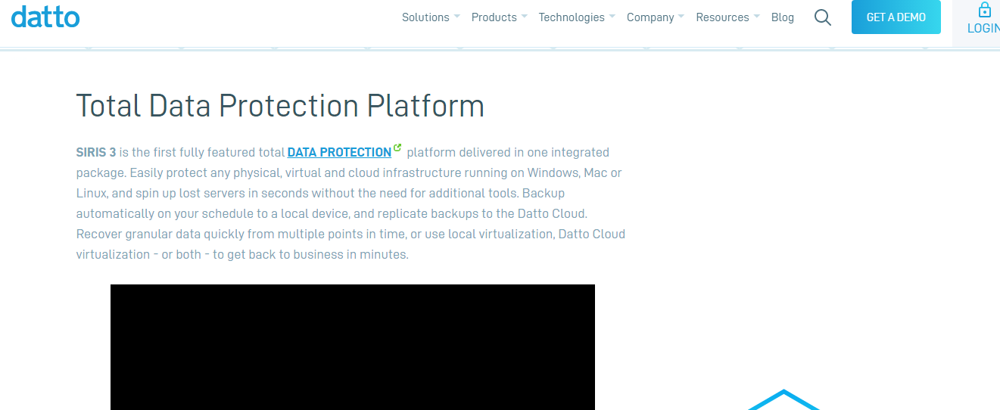 datto
Solutions Products Technologies Company Resources Blog GET A DEMO
LOGIN
Total Data Protection Platform
SIRIS 3 is the first fully featured total DATA PROTECTION platform delivered in one integrated
package. Easily protect any physical, virtual and cloud infrastructure running on Windows, Mac or
Linux, and spin up lost servers in seconds without the need for additional tools. Backup
automatically on your schedule to a local device, and replicate backups to the Datto Cloud.
Recover granular data quickly from multiple points in time, or use local virtualization, Datto Cloud
virtualization - or both - to get back to business in minutes.